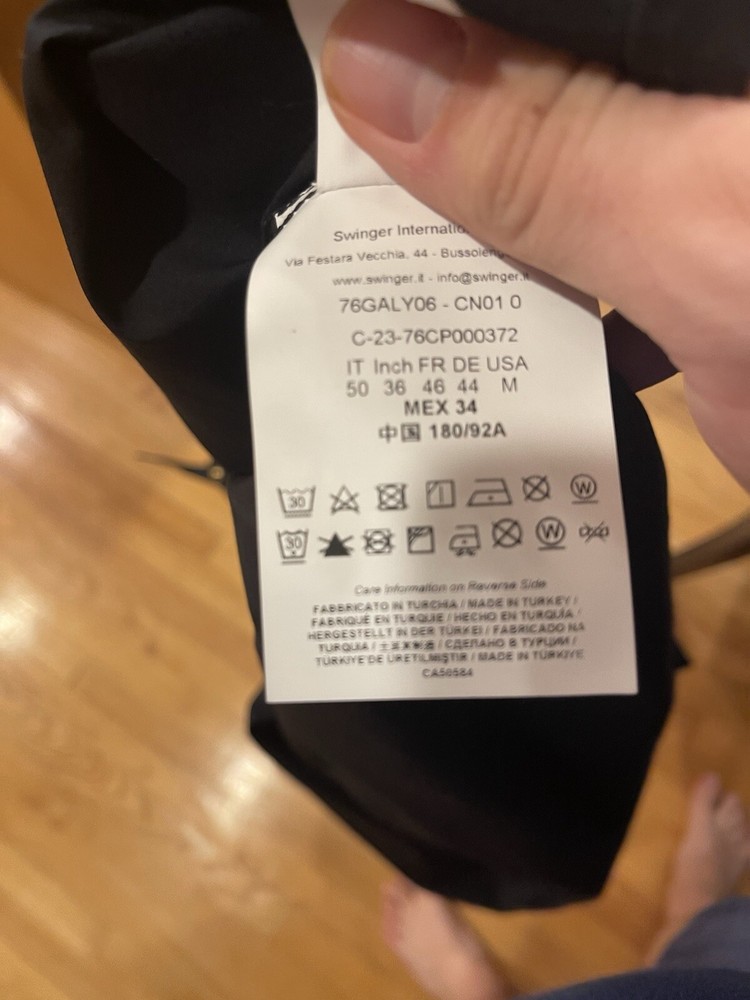 Swinger
Via Festara Vecchia, 44 -
www.swinger.it - info@swinger.it
76GALY06 - CN01 0
C-23-76CP000372
IT Inch FR DE USA
50 36 46 44 M
MEX 34
中国 180/92A
30 W
30 W
Care Information on Reverse Side
FABBRICATO IN TURCHIA / MADE IN TURKEY /
FABRIQUÉ EN TURQUIE / HECHO EN TURQUÍA /
HERGESTELLT IN DER TÜRKEI / FABRICADO NA
TURQUIA / 土耳其制造 / СДЕЛАНО В ТУРЦИИ /
TÜRKİYE'DE ÜRETİLMİŞTİR / MADE IN TÜRKİYE
CA50584